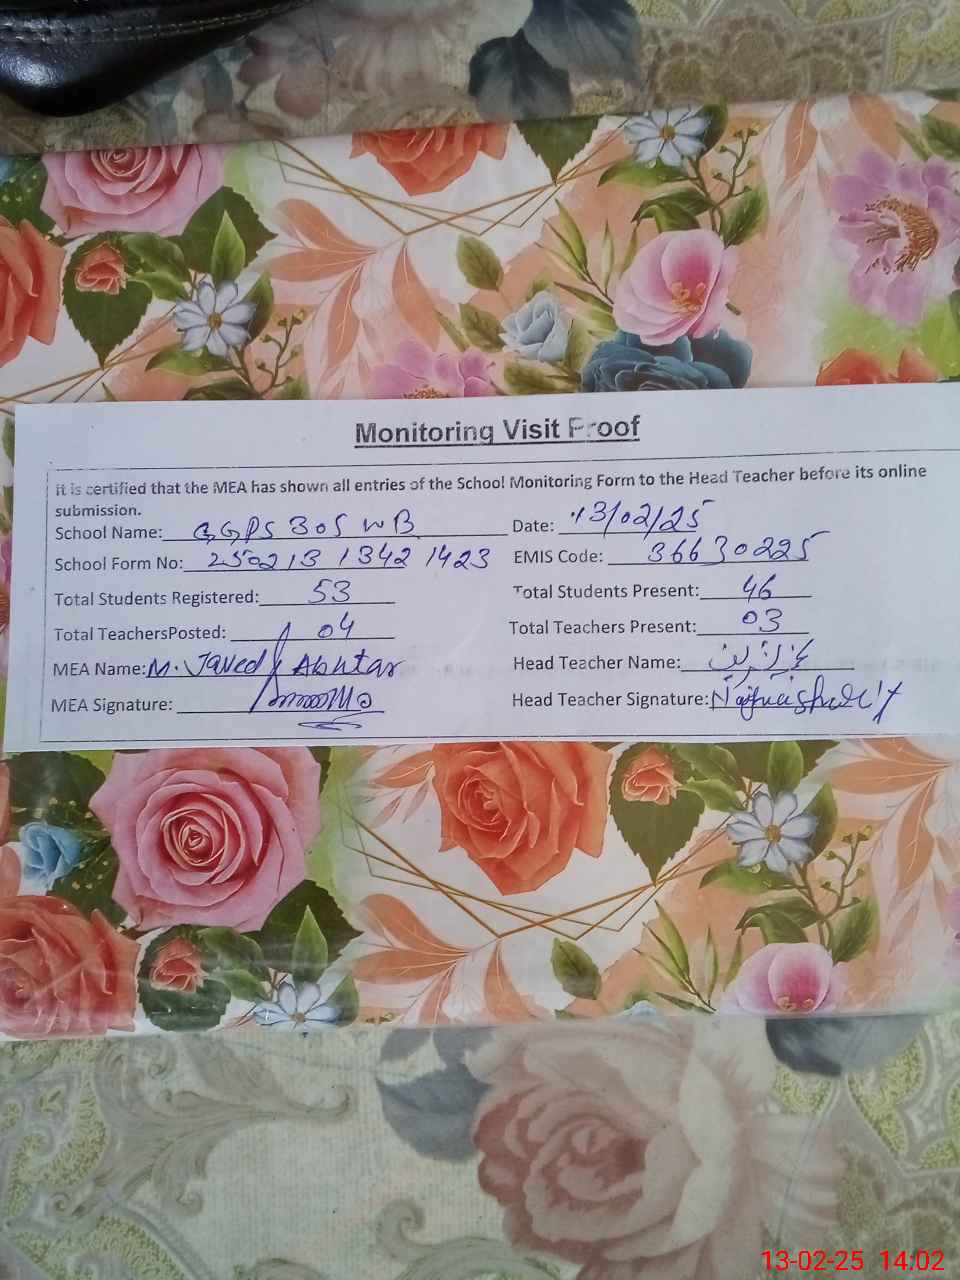 Monitoring Visit Proof
It is certified that the MEA has shown all entries of the School Monitoring Form to the Head Teacher before its online
submission.
School Name: GGPS 305 WB Date: 13/02/25
School Form No: 250213 1342 1423 EMIS Code: 36630225
Total Students Registered: 53 Total Students Present: 46
Total TeachersPosted: 04 Total Teachers Present: 03
MEA Name: M. Javed Akhtar Head Teacher Name:
MEA Signature: Head Teacher Signature:
13-02-25 14:02